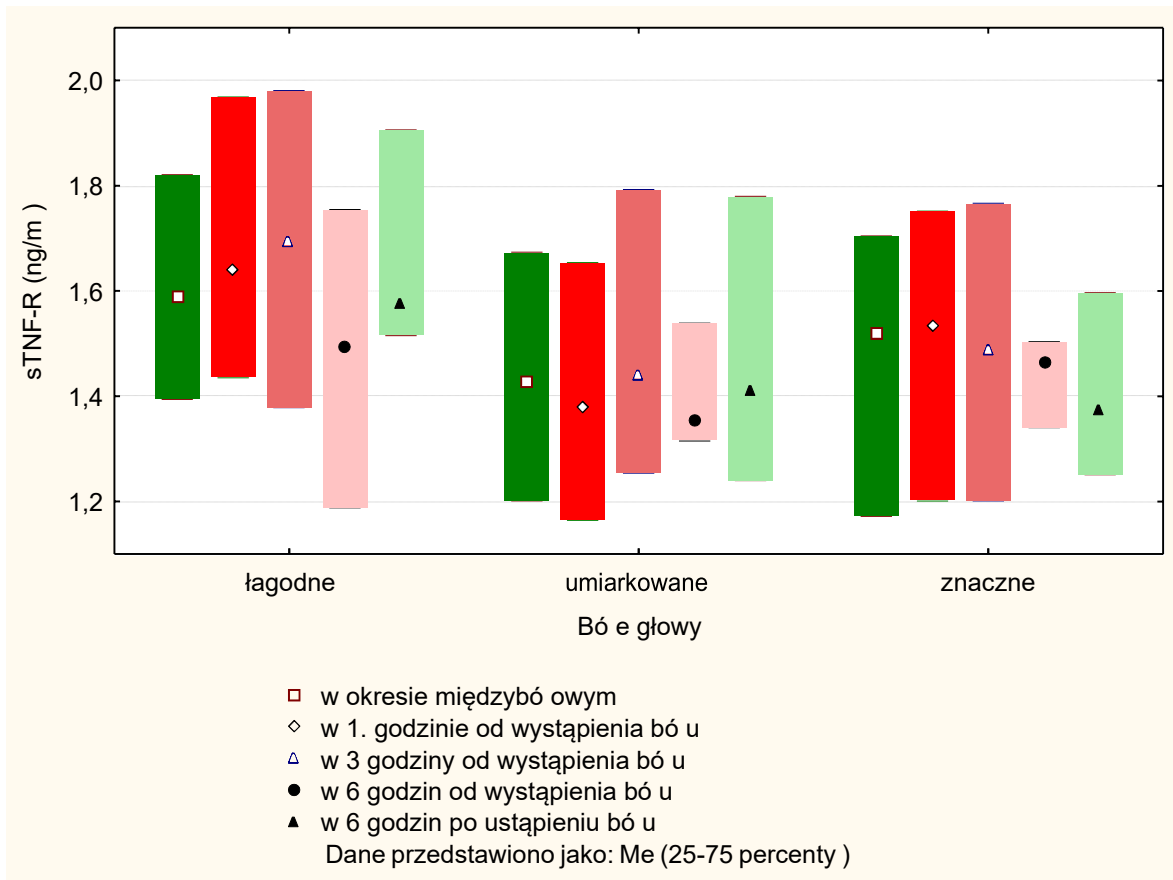 sTNF-R (ng/m )
2,0
1,8
1,6
1,4
1,2
łagodne umiarkowane znaczne
Bó e głowy
w okresie międzybó owym
w 1. godzinie od wystąpienia bó u
w 3 godziny od wystąpienia bó u
w 6 godzin od wystąpienia bó u
w 6 godzin po ustąpieniu bó u
Dane przedstawiono jako: Me (25-75 percenty )